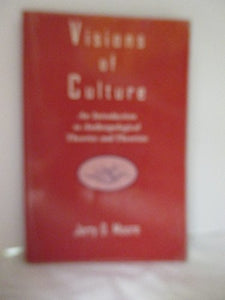 Visions
of
Culture
An Introduction
to Anthropological
Theories and Theorists
Jerry D. Moore